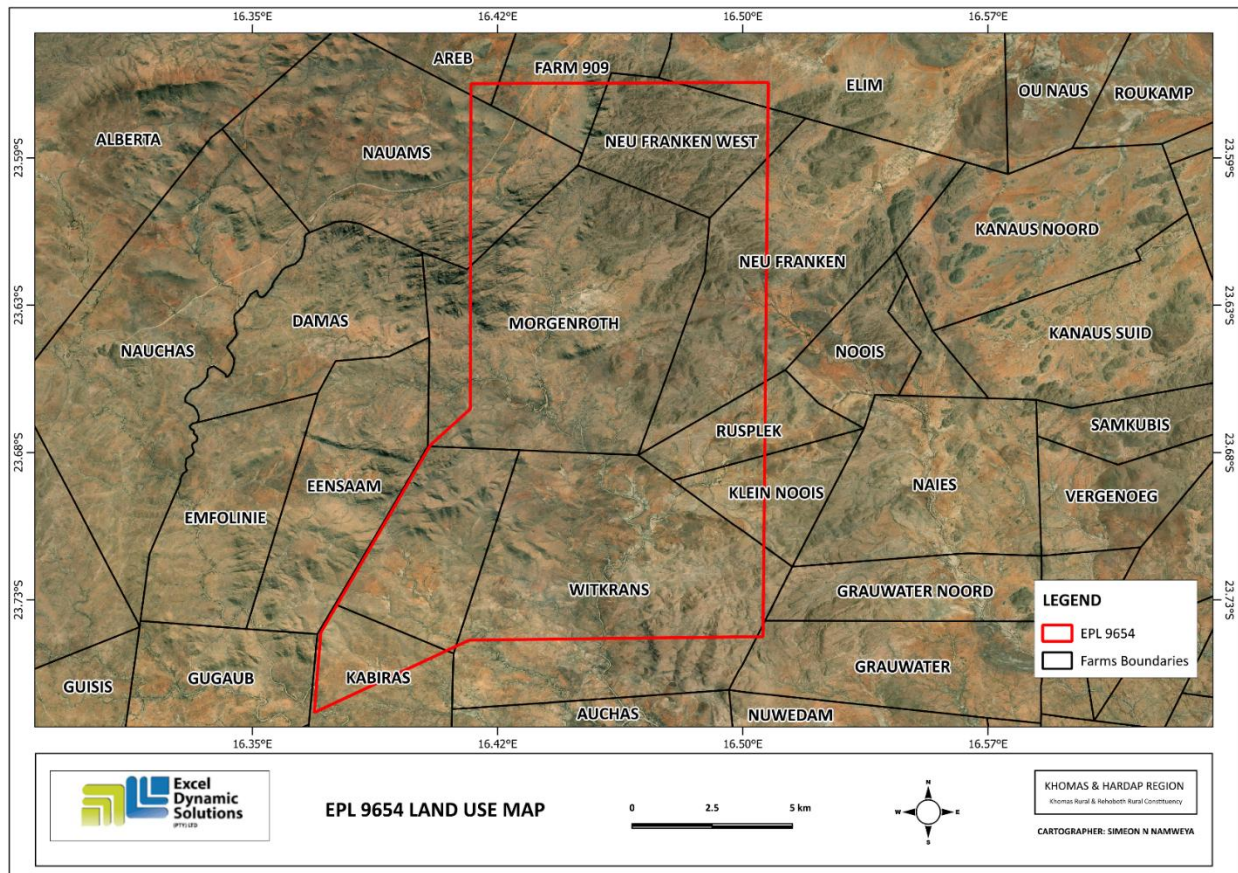 16.35°E
16.42°E
16.50°E
16.57°E
AREB
FARM 909
ELIM
OU NAUS
ROUKAMP
ALBERTA
NAUAMS
NEU FRANKEN WEST
23.59°S
23.59°S
KANAUS NOORD
NEU FRANKEN
DAMAS
MORGENROTH
23.63°S
23.63°S
KANAUS SUID
NAUCHAS
NOOIS
RUSPLEK
SAMKUBIS
23.68°S
23.68°S
EENSAAM
KLEIN NOOIS
NAIES
VERGENOEG
EMFOLINIE
WITKRANS
GRAUWATER NOORD
23.73°S
23.73°S
LEGEND
EPL 9654
Farms Boundaries
GUISIS
GUGAUB
KABIRAS
GRAUWATER
AUCHAS
NUWEDAM
16.35°E
16.42°E
16.50°E
16.57°E
Excel
Dynamic
Solutions
(PTY) LTD
EPL 9654 LAND USE MAP
0 2.5 5 km
N
W E
S
KHOMAS & HARDAP REGION
Khomas Rural & Rehoboth Rural Constituency
CARTOGRAPHER: SIMEON N NAMWEYA